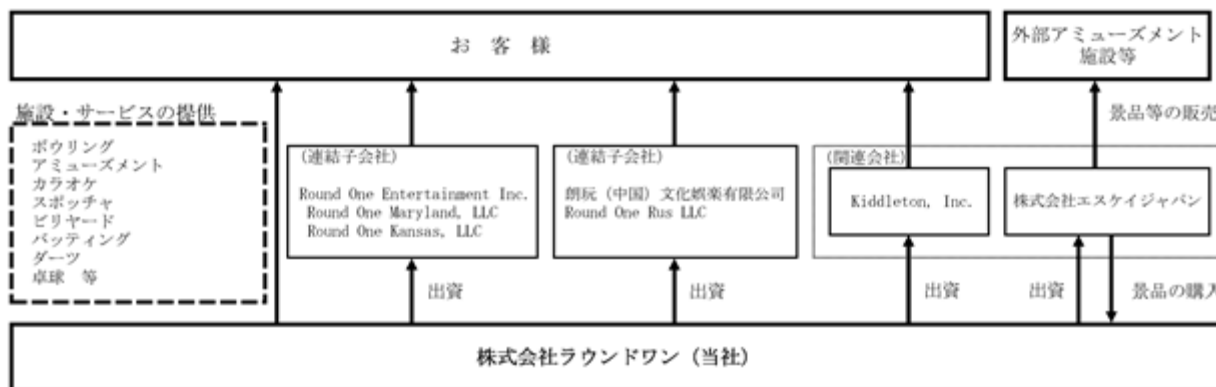 お 客 様
外部アミューズメント
施設等
施設・サービスの提供
ボウリング
アミューズメント
カラオケ
スポッチャ
ビリヤード
バッティング
ダーツ
卓球 等
(連結子会社)
Round One Entertainment Inc.
Round One Maryland, LLC
Round One Kansas, LLC
(連結子会社)
朗玩（中国）文化娯楽有限公司
Round One Rus LLC
(関連会社)
Kiddleton, Inc.
株式会社エスケイジャパン
景品等の販売
出資
出資
出資
出資
景品の購入
株式会社ラウンドワン（当社）